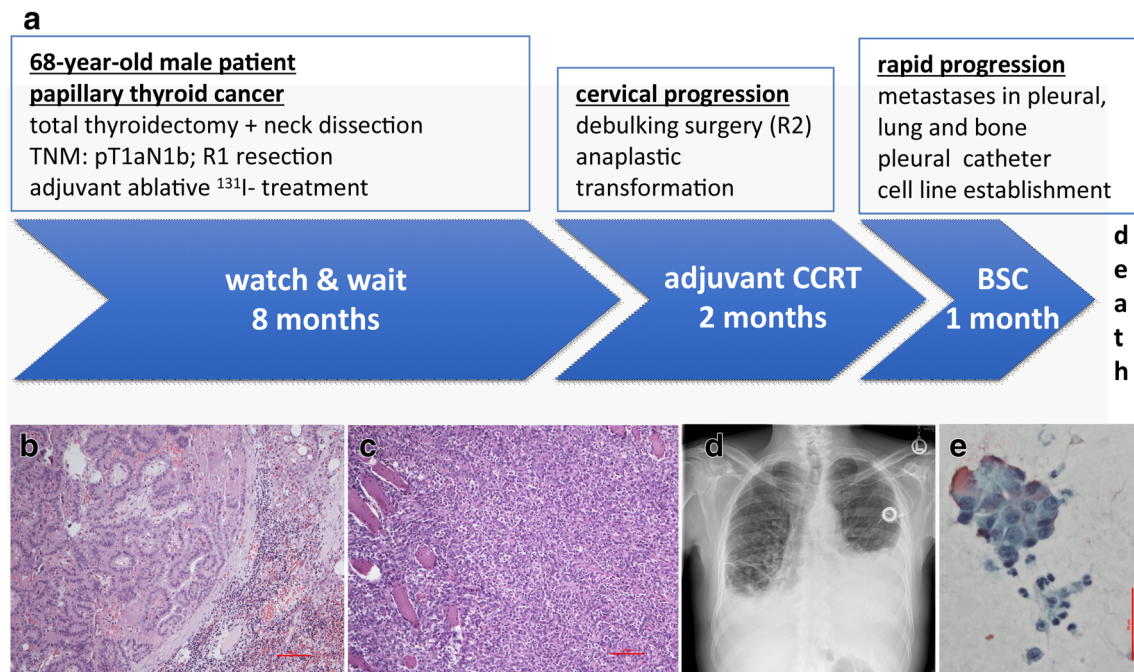 a
68-year-old male patient
papillary thyroid cancer
total thyroidectomy + neck dissection
TNM: pT1aN1b; R1 resection
adjuvant ablative ¹³¹I- treatment
cervical progression
debulking surgery (R2)
anaplastic
transformation
rapid progression
metastases in pleural,
lung and bone
pleural catheter
cell line establishment
watch & wait
8 months
adjuvant CCRT
2 months
BSC
1 month
death
b
c
d
L
e